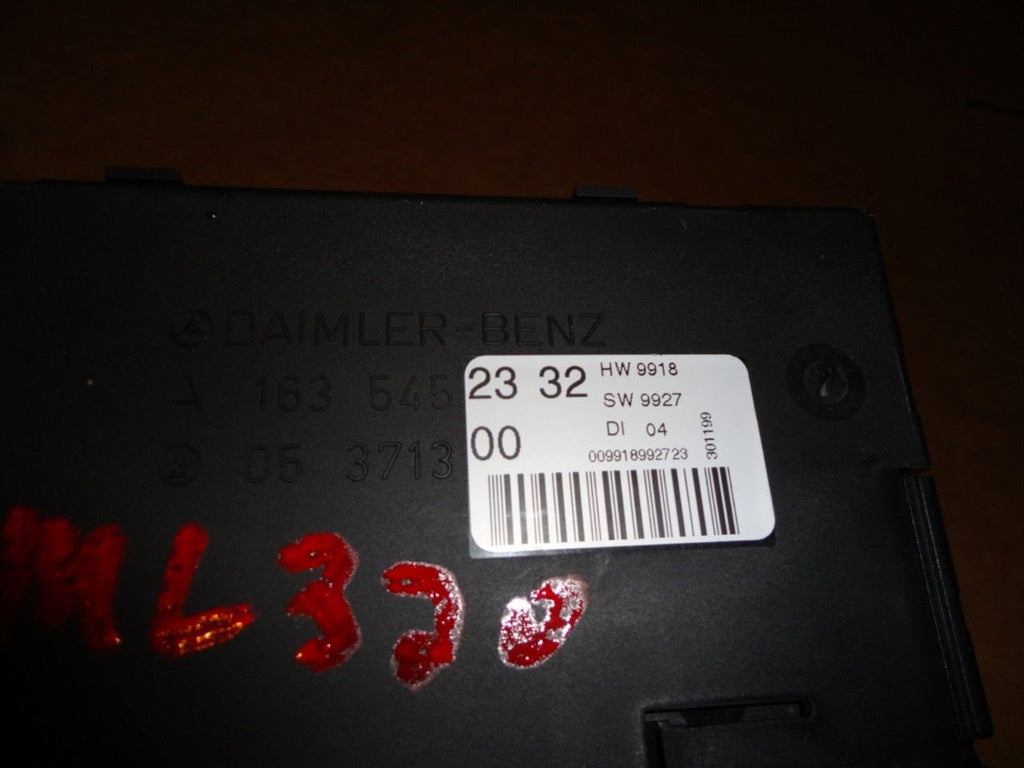 DAIMLER-BENZ
A 163 545 23 32
00
HW 9918
SW 9927
DI 04
009918992723
301199
05 3713
ML320